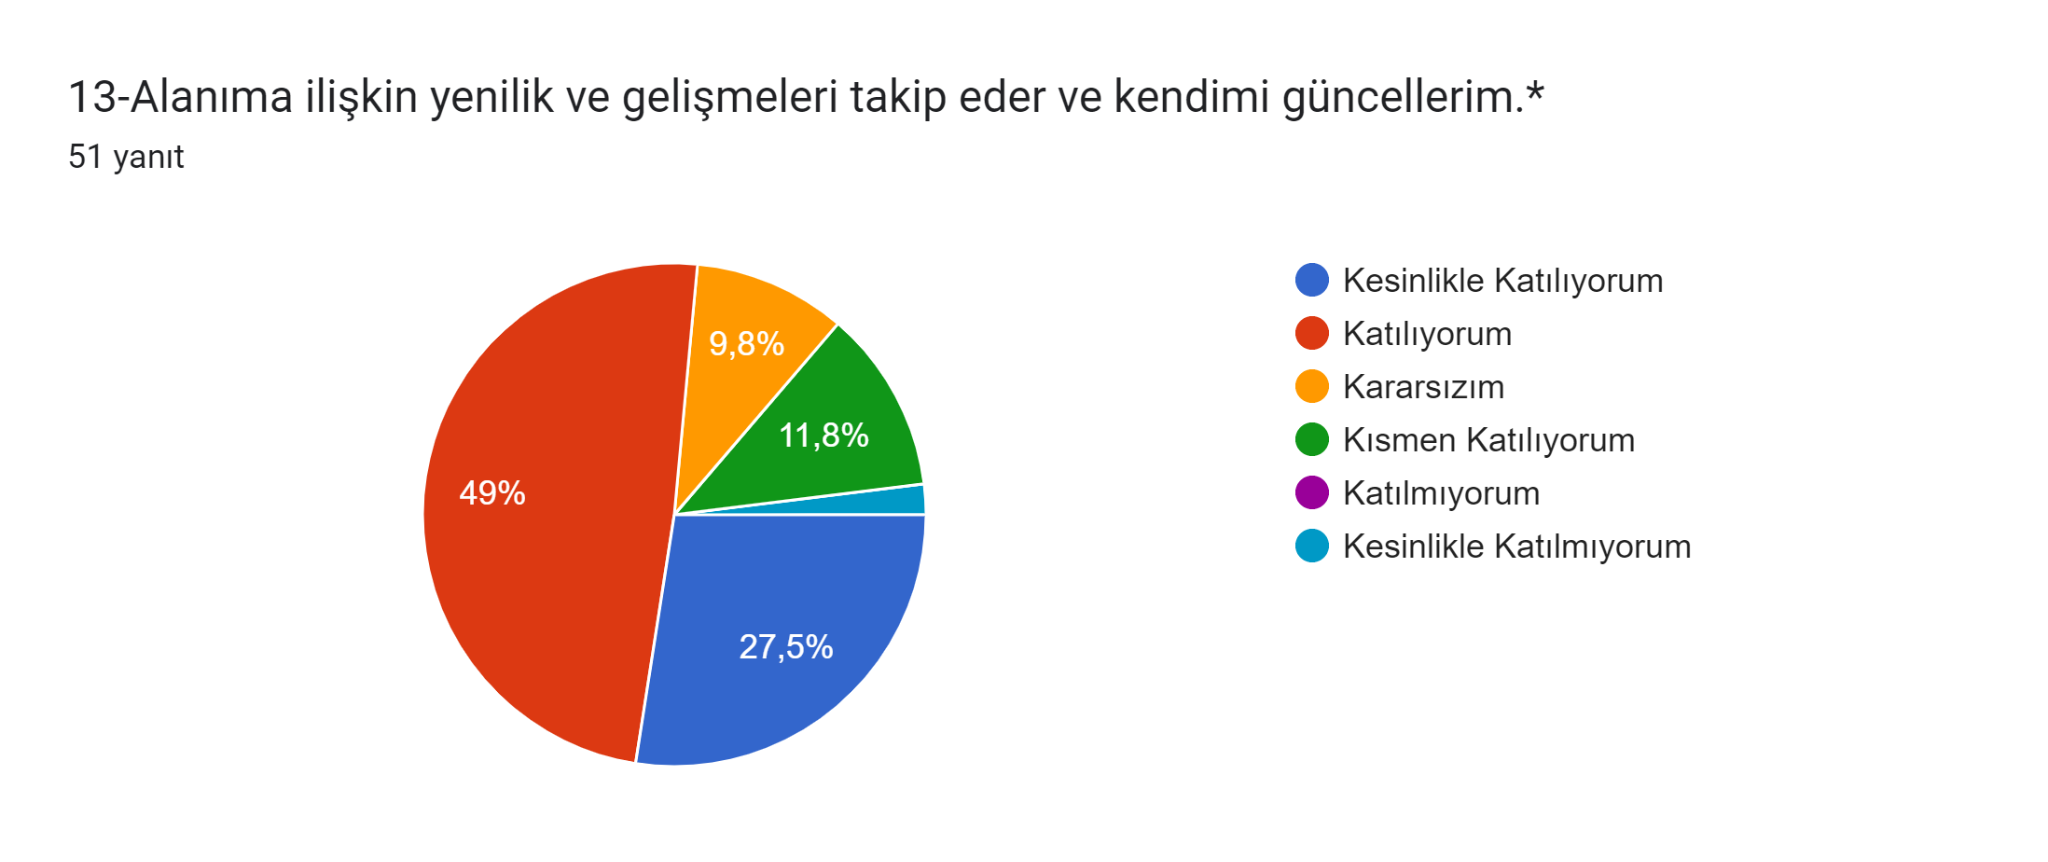 13-Alanıma ilişkin yenilik ve gelişmeleri takip eder ve kendimi güncellerim.*
51 yanıt
9,8%
11,8%
49%
27,5%
Kesinlikle Katılıyorum
Katılıyorum
Kararsızım
Kısmen Katılıyorum
Katılmıyorum
Kesinlikle Katılmıyorum